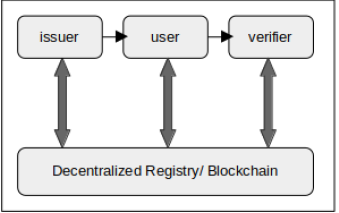 issuer
user
verifier
Decentralized Registry/ Blockchain